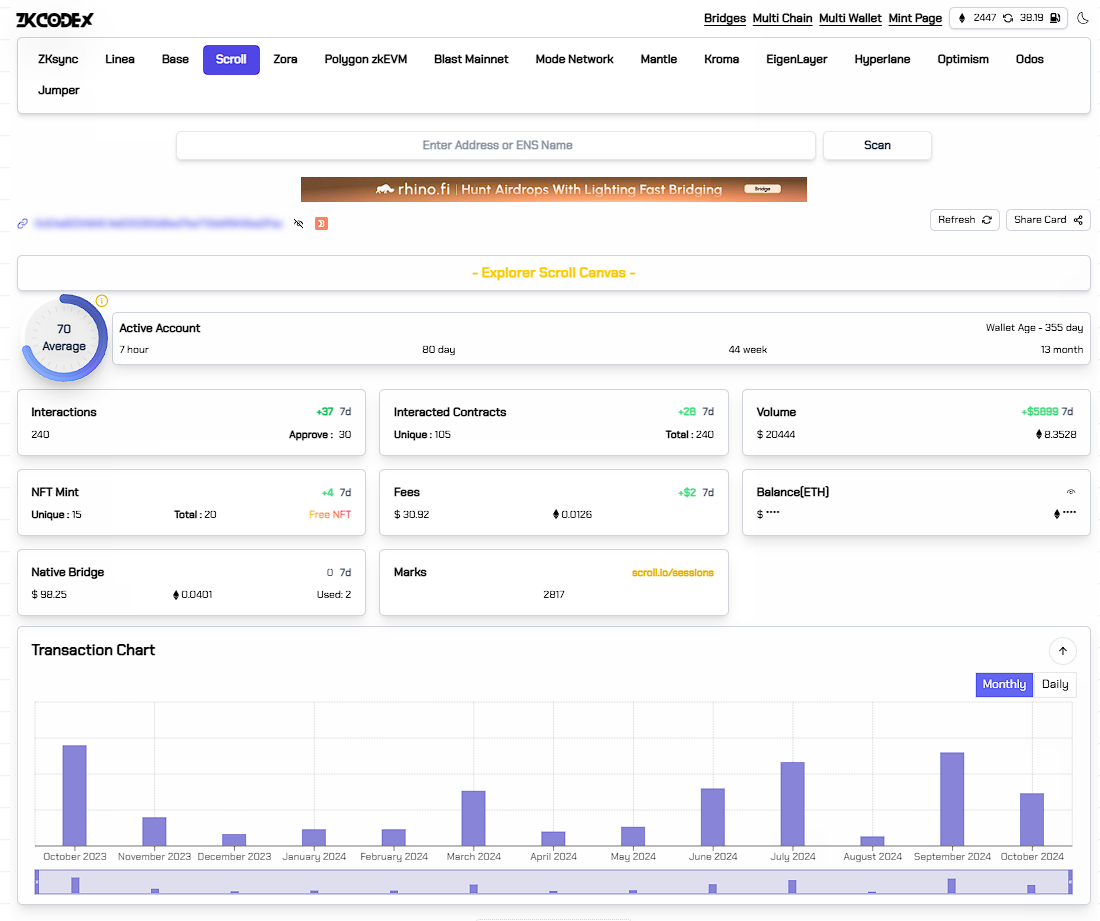 ZKCODEX
Bridges Multi Chain Multi Wallet Mint Page 2447 38.19
ZKsync Linea Base Scroll Zora Polygon zkEVM Blast Mainnet Mode Network Mantle Kroma EigenLayer Hyperlane Optimism Odos
Jumper
Enter Address or ENS Name Scan
rhino.fi | Hunt Airdrops With Lighting Fast Bridging Bridge
Refresh Share Card
- Explorer Scroll Canvas -
70
Average
Active Account Wallet Age - 355 day
7 hour 80 day 44 week 13 month
Interactions +37 7d
240 Approve : 30
Interacted Contracts +28 7d
Unique : 105 Total : 240
Volume +$5899 7d
$ 20444 8.3528
NFT Mint +4 7d
Unique : 15 Total : 20 Free NFT
Fees +$2 7d
$ 30.92 0.0126
Balance(ETH)
$ **** ****
Native Bridge 0 7d
$ 98.25 0.0401 Used: 2
Marks scroll.io/sessions
2817
Transaction Chart
Monthly Daily
October 2023 November 2023 December 2023 January 2024 February 2024 March 2024 April 2024 May 2024 June 2024 July 2024 August 2024 September 2024 October 2024